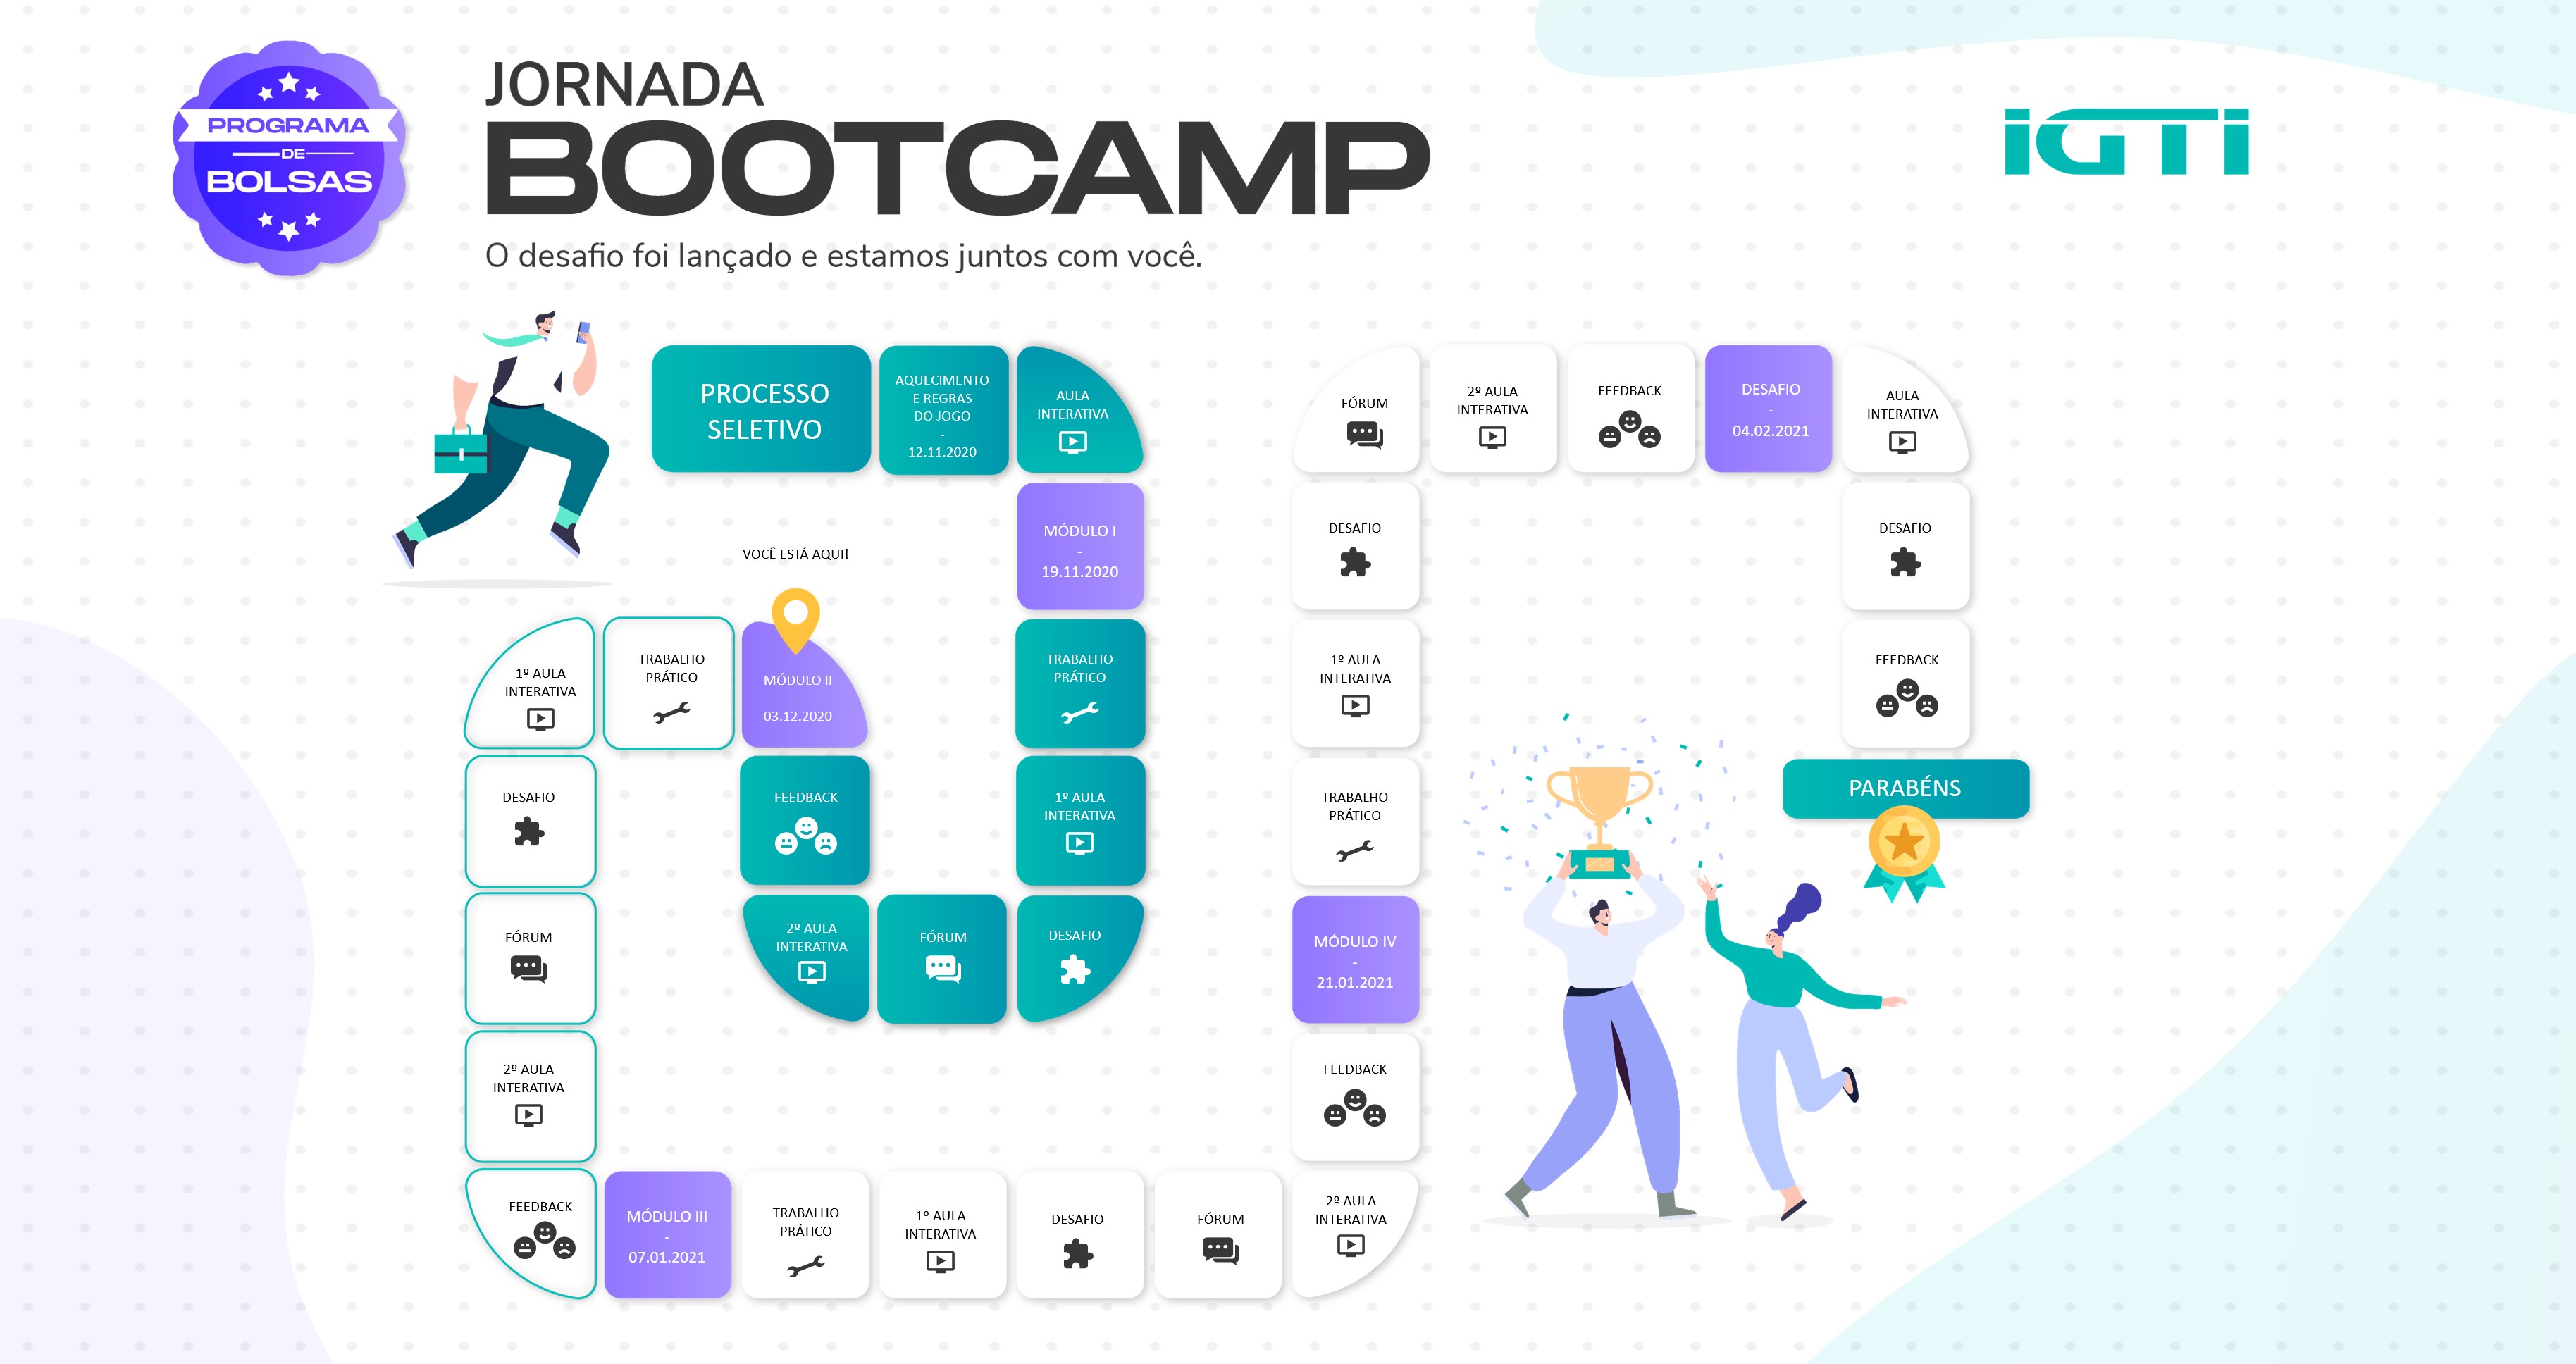 PROGRAMA
DE
BOLSAS
JORNADA
BOOTCAMP
O desafio foi lançado e estamos juntos com você.
iGTi
PROCESSO
SELETIVO
AQUECIMENTO
E REGRAS
DO JOGO
-
12.11.2020
AULA
INTERATIVA
MÓDULO I
-
19.11.2020
TRABALHO
PRÁTICO
1º AULA
INTERATIVA
DESAFIO
FÓRUM
2º AULA
INTERATIVA
FEEDBACK
VOCÊ ESTÁ AQUI!
MÓDULO II
-
03.12.2020
TRABALHO
PRÁTICO
1º AULA
INTERATIVA
DESAFIO
FÓRUM
2º AULA
INTERATIVA
FEEDBACK
MÓDULO III
-
07.01.2021
TRABALHO
PRÁTICO
1º AULA
INTERATIVA
DESAFIO
FÓRUM
2º AULA
INTERATIVA
FEEDBACK
MÓDULO IV
-
21.01.2021
TRABALHO
PRÁTICO
1º AULA
INTERATIVA
DESAFIO
FÓRUM
2º AULA
INTERATIVA
FEEDBACK
DESAFIO
-
04.02.2021
AULA
INTERATIVA
DESAFIO
FEEDBACK
PARABÉNS